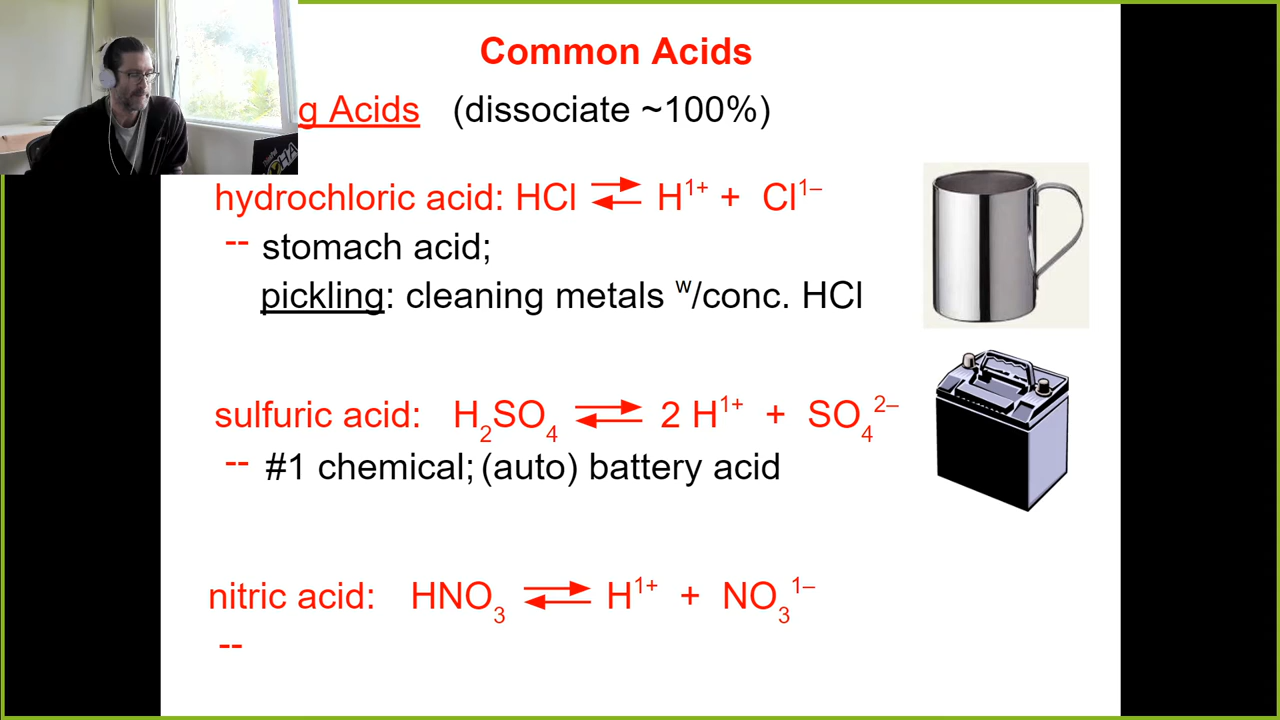 Common Acids
g Acids (dissociate ~100%)
hydrochloric acid: HCl ⇄ H¹⁺ + Cl¹⁻
-- stomach acid;
pickling: cleaning metals ʷ/conc. HCl
sulfuric acid: H₂SO₄ ⇄ 2 H¹⁺ + SO₄²⁻
-- #1 chemical; (auto) battery acid
nitric acid: HNO₃ ⇄ H¹⁺ + NO₃¹⁻
--